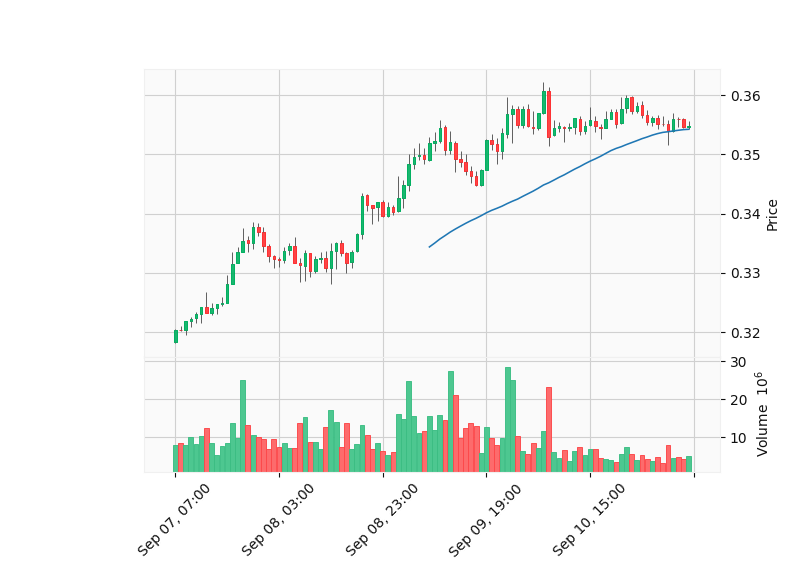 0.36
0.35
0.34
0.33
0.32
Price
30
20
10
Volume 10^6
Sep 07, 07:00
Sep 08, 03:00
Sep 08, 23:00
Sep 09, 19:00
Sep 10, 15:00